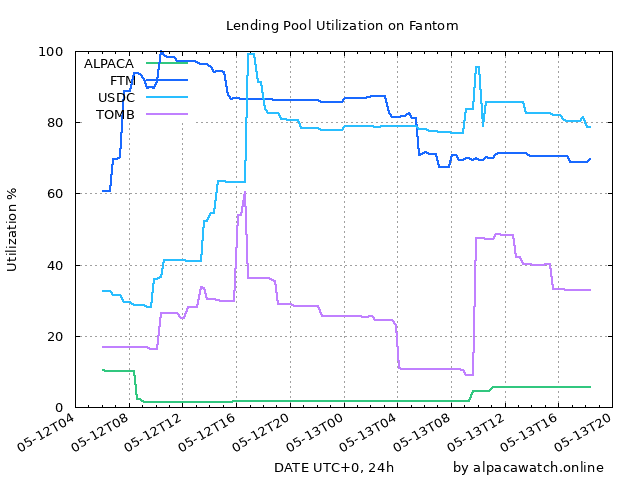 Lending Pool Utilization on Fantom
100
80
60
40
20
0
Utilization %
ALPACA
FTM
USDC
TOMB
05-12T04
05-12T08
05-12T12
05-12T16
05-12T20
05-13T00
05-13T04
05-13T08
05-13T12
05-13T16
05-13T20
DATE UTC+0, 24h
by alpacawatch.online